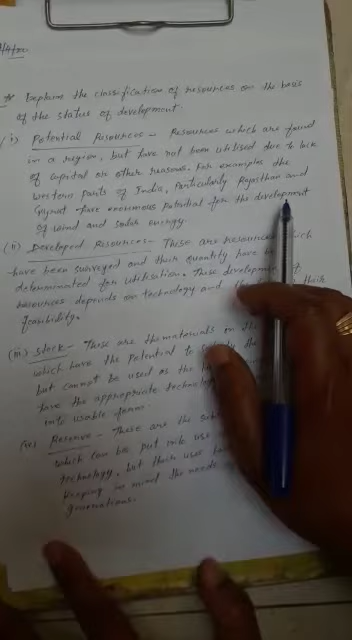 Explains the classification of resources on the basis
of the status of development.
(i) Potential Resources - Resources which are found
in a region, but have not been utilised due to lack
of capital or other reasons. For examples the
western parts of India, Particularly Rajasthan and
Gujrat have enormous potential for the development
of wind and solar energy.
(ii) Developed Resources - These are resources which
have been surveyed and their quantity have be
determined for utilisation. These development of
resources depends on technology and their
feasibility.
(iii) Stock - These are the materials
which have the potential to the
but cannot be used as the
have the appropriate technology
into usable form.
Reserve - These are the
which can be put into use
technology, but their uses
keeping in mind the needs
generations.